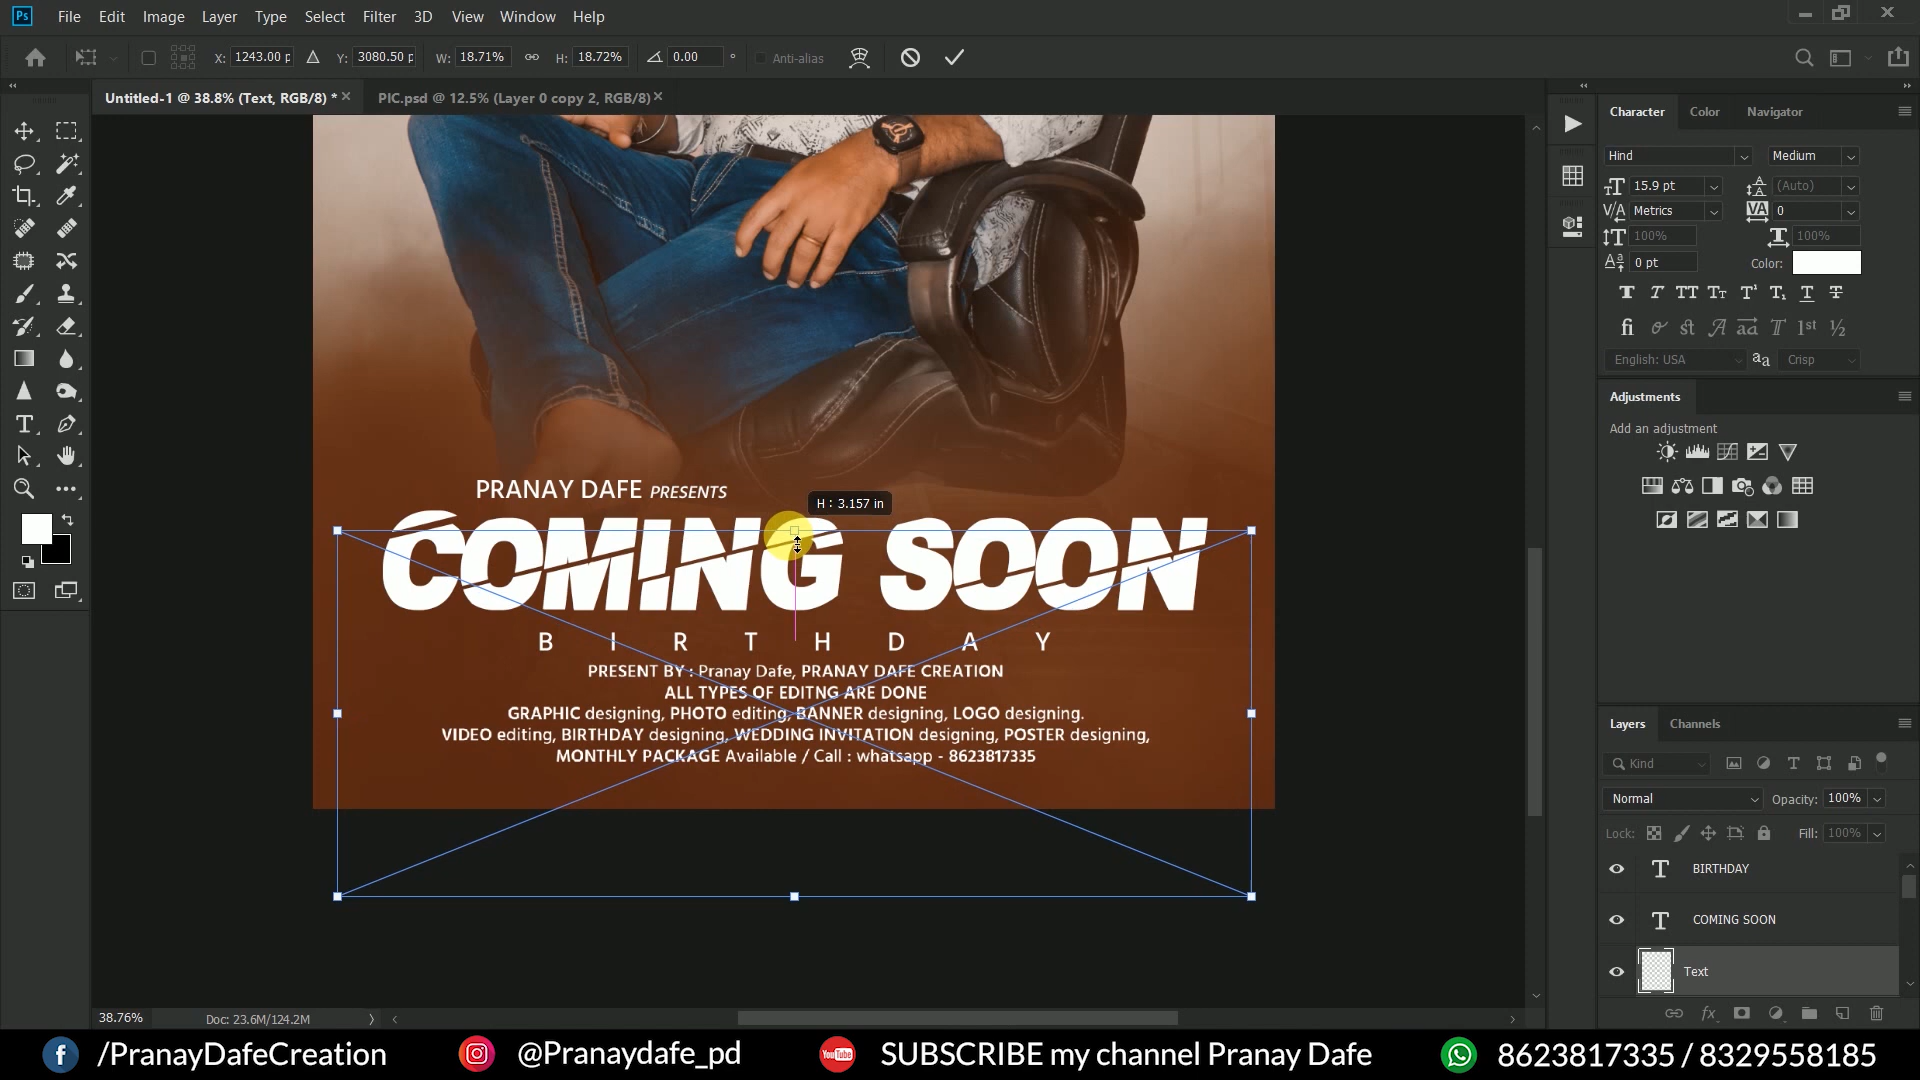 File Edit Image Layer Type Select Filter 3D View Window Help
X: 1243.00 p Y: 3080.50 p W: 18.71% H: 18.72% 0.00 ° Anti-alias
Untitled-1 @ 38.8% (Text, RGB/8) * × PIC.psd @ 12.5% (Layer 0 copy 2, RGB/8) ×
PRANAY DAFE PRESENTS
H : 3.157 in
COMING SOON
BIRTHDAY
PRESENT BY : Pranay Dafe, PRANAY DAFE CREATION
ALL TYPES OF EDITNG ARE DONE
GRAPHIC designing, PHOTO editing, BANNER designing, LOGO designing.
VIDEO editing, BIRTHDAY designing, WEDDING INVITATION designing, POSTER designing,
MONTHLY PACKAGE Available / Call : whatsapp - 8623817335
38.76% Doc: 23.6M/124.2M
Character Color Navigator
Hind Medium
15.9 pt (Auto)
Metrics 0
100% 100%
0 pt Color:
English: USA Crisp
Adjustments
Add an adjustment
Layers Channels
Kind
Normal Opacity: 100%
Lock: Fill: 100%
BIRTHDAY
COMING SOON
Text
/PranayDafeCreation @Pranaydafe_pd SUBSCRIBE my channel Pranay Dafe 8623817335 / 8329558185